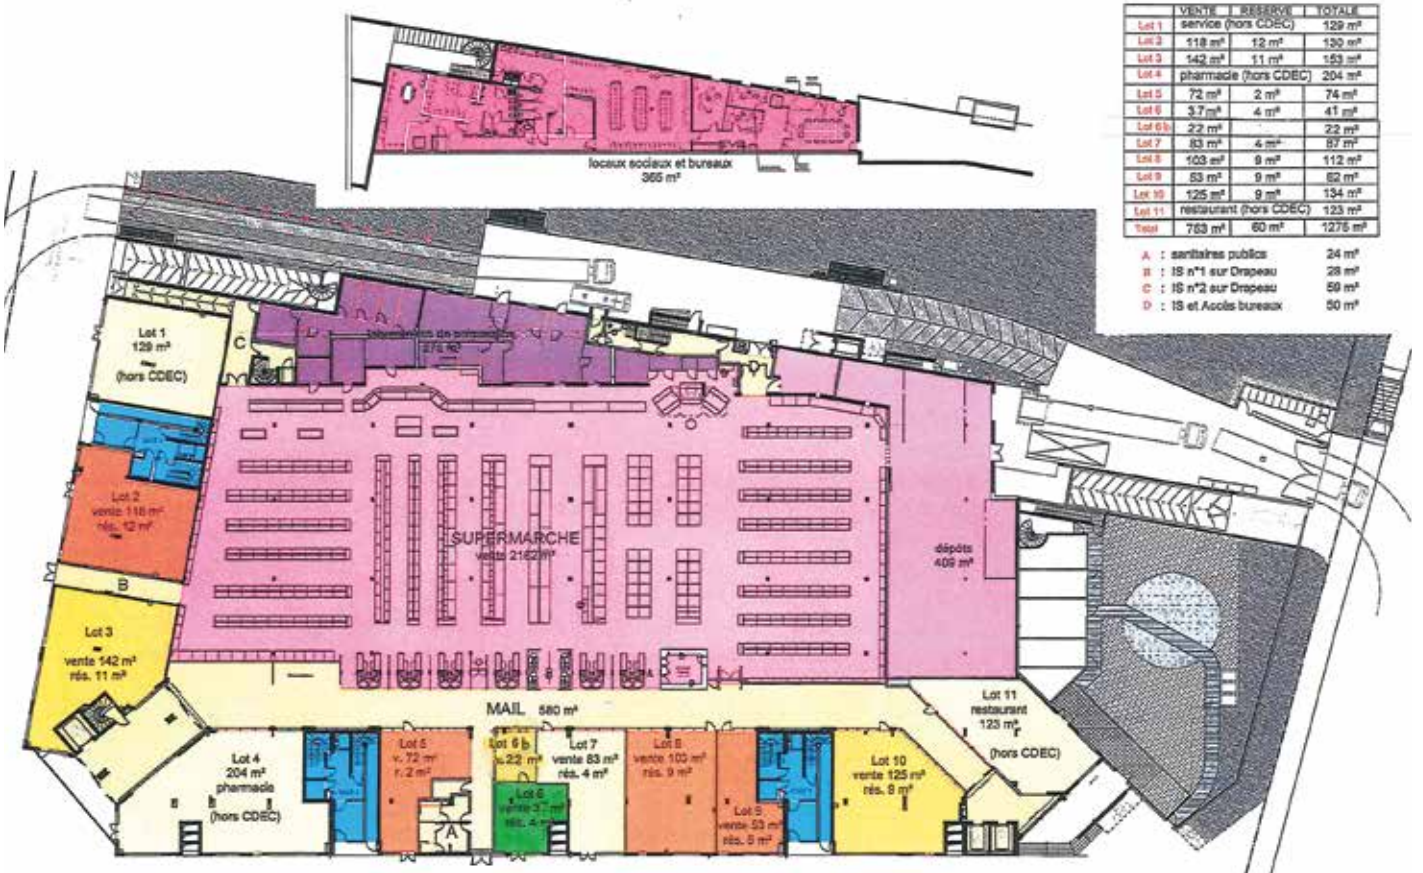 VENTE RESERVE TOTALE
Lot 1 service (hors CDEC) 129 m²
Lot 2 118 m² 12 m² 130 m²
Lot 3 142 m² 11 m² 153 m²
Lot 4 pharmacie (hors CDEC) 204 m²
Lot 5 72 m² 2 m² 74 m²
Lot 6 37 m² 4 m² 41 m²
Lot 6b 22 m² 22 m²
Lot 7 83 m² 4 m² 87 m²
Lot 8 103 m² 9 m² 112 m²
Lot 9 53 m² 9 m² 62 m²
Lot 10 125 m² 9 m² 134 m²
Lot 11 restaurant (hors CDEC) 123 m²
Total 763 m² 60 m² 1275 m²
A : sanitaires publics 24 m²
B : IS n°1 sur Drapeau 28 m²
C : IS n°2 sur Drapeau 59 m²
D : IS et Accès bureaux 50 m²
locaux sociaux et bureaux
365 m²
Lot 1
129 m²
(hors CDEC)
C
Lot 2
vente 118 m²
rés. 12 m²
B
Lot 3
vente 142 m²
rés. 11 m²
SUPERMARCHE
vente 2162 m²
dépôts
409 m²
MAIL 580 m²
Lot 11
restaurant
123 m²
(hors CDEC)
Lot 4
204 m²
pharmacie
(hors CDEC)
Lot 5
v. 72 m²
r. 2 m²
A
Lot 6 b
v. 22 m²
Lot 6
vente 3 m²
rés. 4 m²
Lot 7
vente 83 m²
rés. 4 m²
Lot 8
vente 103 m²
rés. 9 m²
Lot 9
vente 53 m²
rés.
Lot 10
vente 125 m²
rés. 9 m²